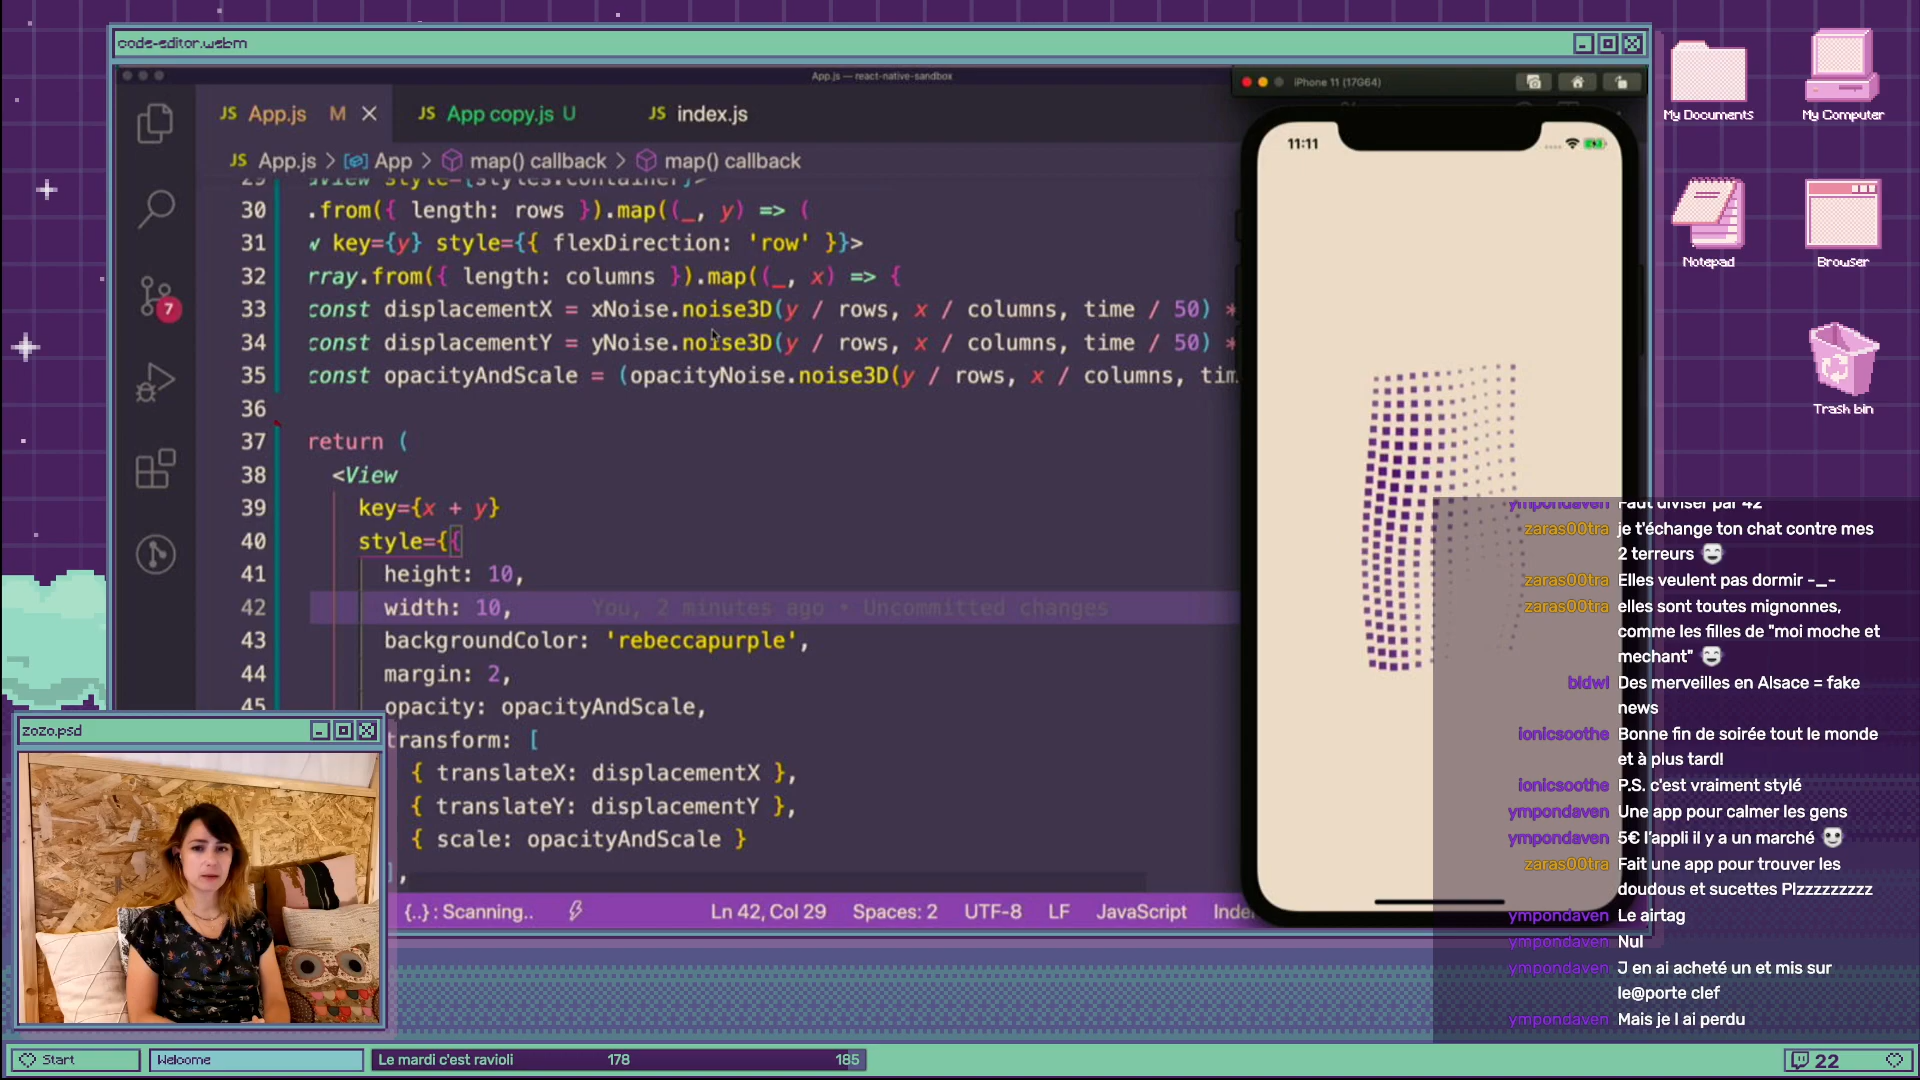 code-editor.webm
App.js — react-native-sandbox
iPhone 11 (17G64)
JS App.js M
JS App copy.js U
JS index.js
JS App.js > App > map() callback > map() callback
29 style={styles.container}>
30 .from({ length: rows }).map((_, y) => (
31 key={y} style={{ flexDirection: 'row' }}>
32 rray.from({ length: columns }).map((_, x) => {
33 const displacementX = xNoise.noise3D(y / rows, x / columns, time / 50) *
34 const displacementY = yNoise.noise3D(y / rows, x / columns, time / 50) *
35 const opacityAndScale = (opacityNoise.noise3D(y / rows, x / columns, tim
36
37 return (
38 <View
39 key={x + y}
40 style={{
41 height: 10,
42 width: 10, You, 2 minutes ago • Uncommitted changes
43 backgroundColor: 'rebeccapurple',
44 margin: 2,
45 opacity: opacityAndScale,
transform: [
{ translateX: displacementX },
{ translateY: displacementY },
{ scale: opacityAndScale }
],
7
{..} : Scanning..
Ln 42, Col 29
Spaces: 2
UTF-8
LF
JavaScript
11:11
My Documents
My Computer
Notepad
Browser
Trash bin
ympondaven Faut diviser par 42
zaras00tra je t'échange ton chat contre mes
2 terreurs
zaras00tra Elles veulent pas dormir -_-
zaras00tra elles sont toutes mignonnes,
comme les filles de "moi moche et
mechant"
bldwl Des merveilles en Alsace = fake
news
ionicsoothe Bonne fin de soirée tout le monde
et à plus tard!
ionicsoothe P.S. c'est vraiment stylé
ympondaven Une app pour calmer les gens
ympondaven 5€ l'appli il y a un marché
zaras00tra Fait une app pour trouver les
doudous et sucettes Plzzzzzzzzz
ympondaven Le airtag
ympondaven Nul
ympondaven J en ai acheté un et mis sur
le@porte clef
ympondaven Mais je l ai perdu
zozo.psd
Start
Welcome
Le mardi c'est ravioli
178
185
22